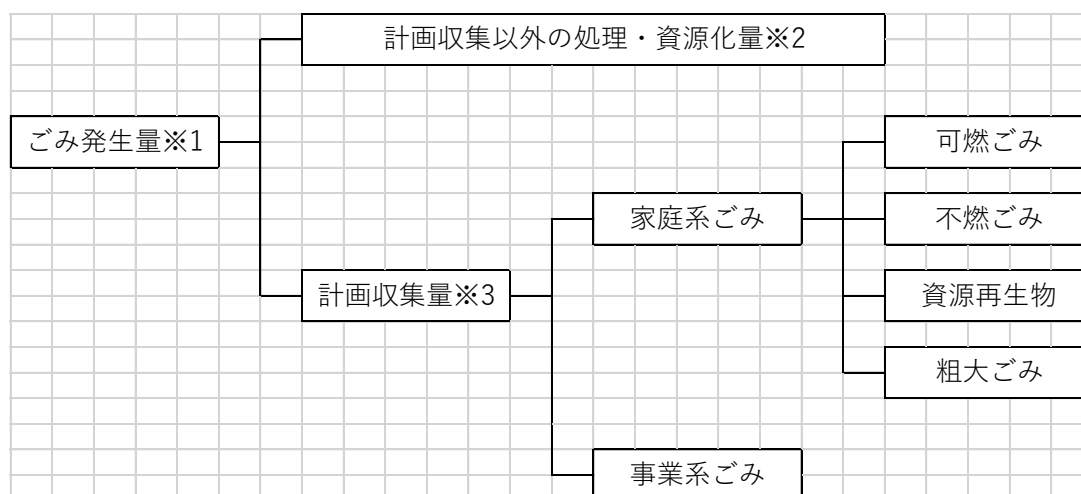 計画収集以外の処理・資源化量※2
ごみ発生量※1
可燃ごみ
家庭系ごみ
不燃ごみ
計画収集量※3
資源再生物
粗大ごみ
事業系ごみ